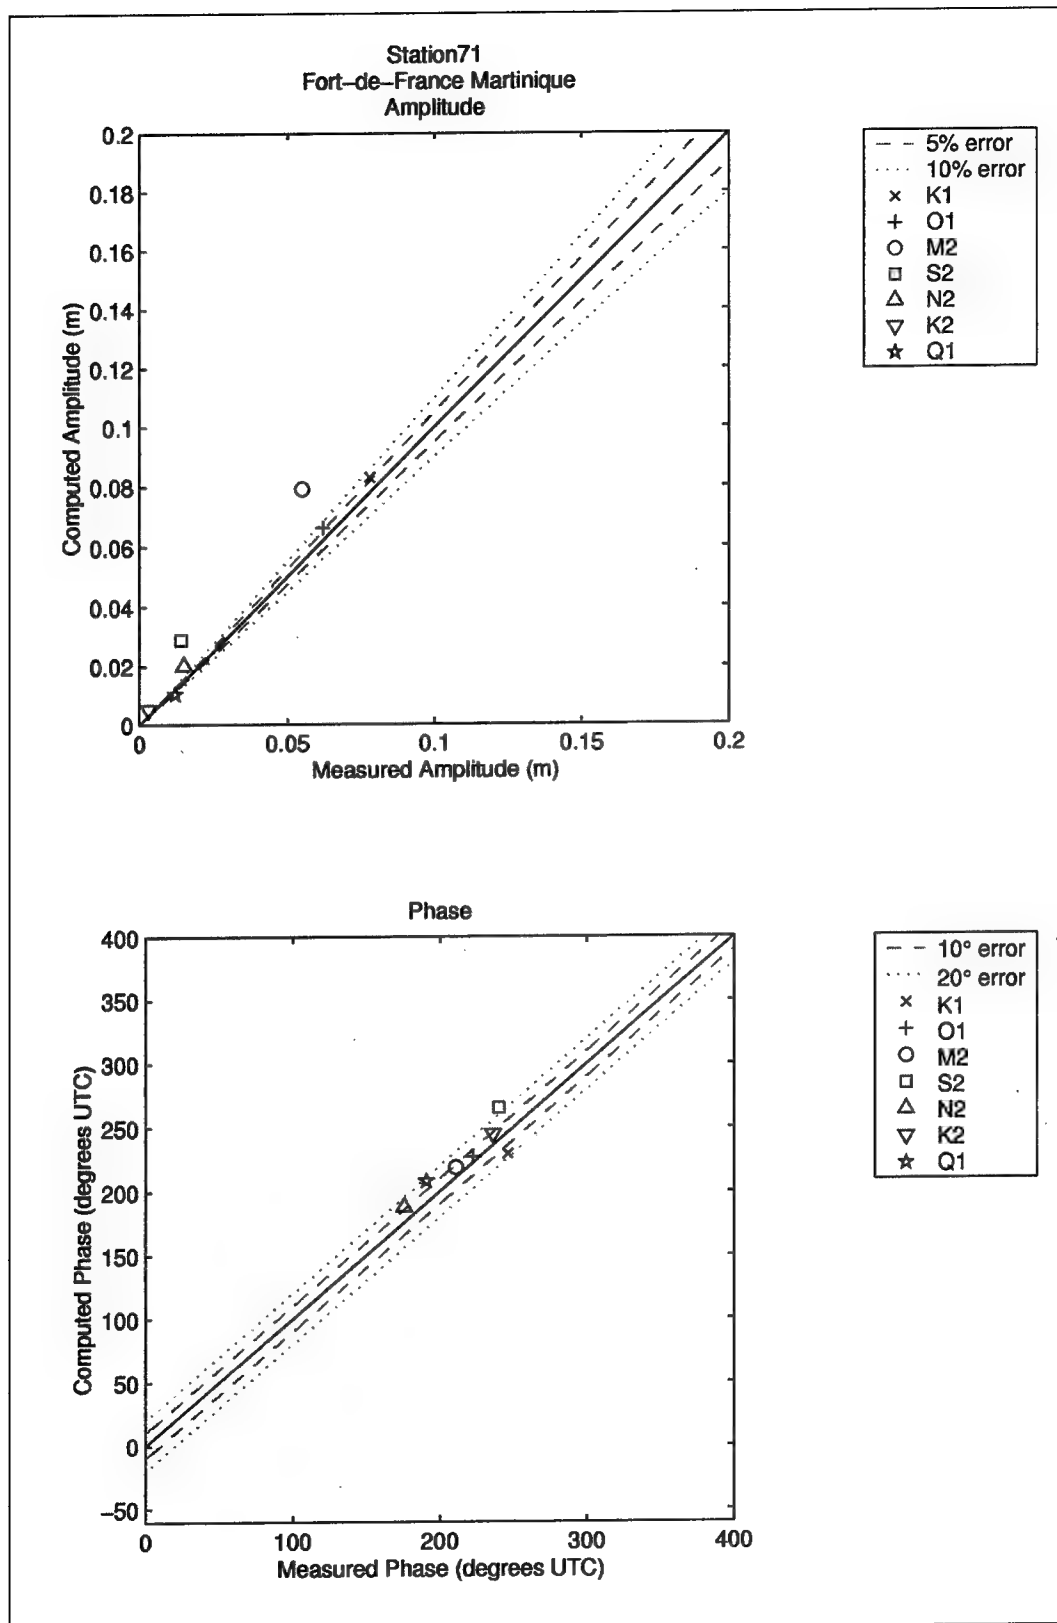 Station71
Fort–de–France Martinique
Amplitude
0.2
0.18
0.16
0.14
0.12
0.1
0.08
0.06
0.04
0.02
0
Computed Amplitude (m)
0 0.05 0.1 0.15 0.2
Measured Amplitude (m)
5% error
10% error
K1
O1
M2
S2
N2
K2
Q1
Phase
400
350
300
250
200
150
100
50
0
–50
Computed Phase (degrees UTC)
0 100 200 300 400
Measured Phase (degrees UTC)
10° error
20° error
K1
O1
M2
S2
N2
K2
Q1